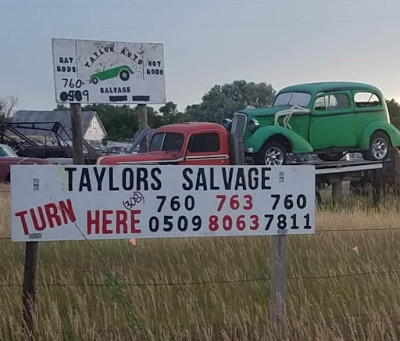 TAYLOR AUTO
RAT
RODS
HOT
RODS
760
0509
SALVAGE
TAYLORS SALVAGE
TURN HERE (308)
760 763 760
0509 8063 7811